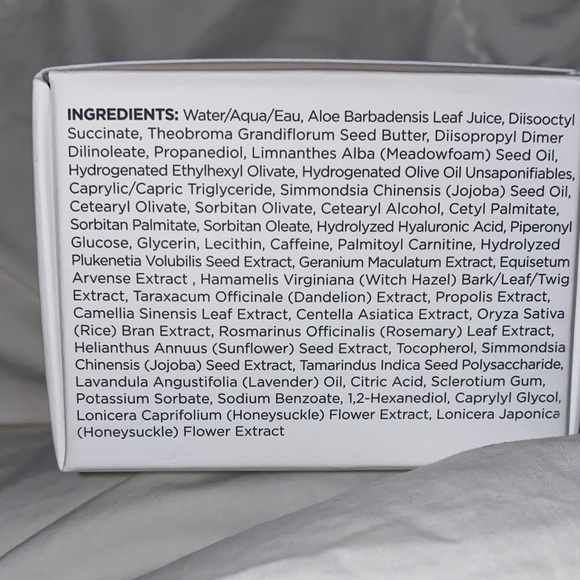 INGREDIENTS: Water/Aqua/Eau, Aloe Barbadensis Leaf Juice, Diisooctyl
Succinate, Theobroma Grandiflorum Seed Butter, Diisopropyl Dimer
Dilinoleate, Propanediol, Limnanthes Alba (Meadowfoam) Seed Oil,
Hydrogenated Ethylhexyl Olivate, Hydrogenated Olive Oil Unsaponifiables,
Caprylic/Capric Triglyceride, Simmondsia Chinensis (Jojoba) Seed Oil,
Cetearyl Olivate, Sorbitan Olivate, Cetearyl Alcohol, Cetyl Palmitate,
Sorbitan Palmitate, Sorbitan Oleate, Hydrolyzed Hyaluronic Acid, Piperonyl
Glucose, Glycerin, Lecithin, Caffeine, Palmitoyl Carnitine, Hydrolyzed
Plukenetia Volubilis Seed Extract, Geranium Maculatum Extract, Equisetum
Arvense Extract , Hamamelis Virginiana (Witch Hazel) Bark/Leaf/Twig
Extract, Taraxacum Officinale (Dandelion) Extract, Propolis Extract,
Camellia Sinensis Leaf Extract, Centella Asiatica Extract, Oryza Sativa
(Rice) Bran Extract, Rosmarinus Officinalis (Rosemary) Leaf Extract,
Helianthus Annuus (Sunflower) Seed Extract, Tocopherol, Simmondsia
Chinensis (Jojoba) Seed Extract, Tamarindus Indica Seed Polysaccharide,
Lavandula Angustifolia (Lavender) Oil, Citric Acid, Sclerotium Gum,
Potassium Sorbate, Sodium Benzoate, 1,2-Hexanediol, Caprylyl Glycol,
Lonicera Caprifolium (Honeysuckle) Flower Extract, Lonicera Japonica
(Honeysuckle) Flower Extract